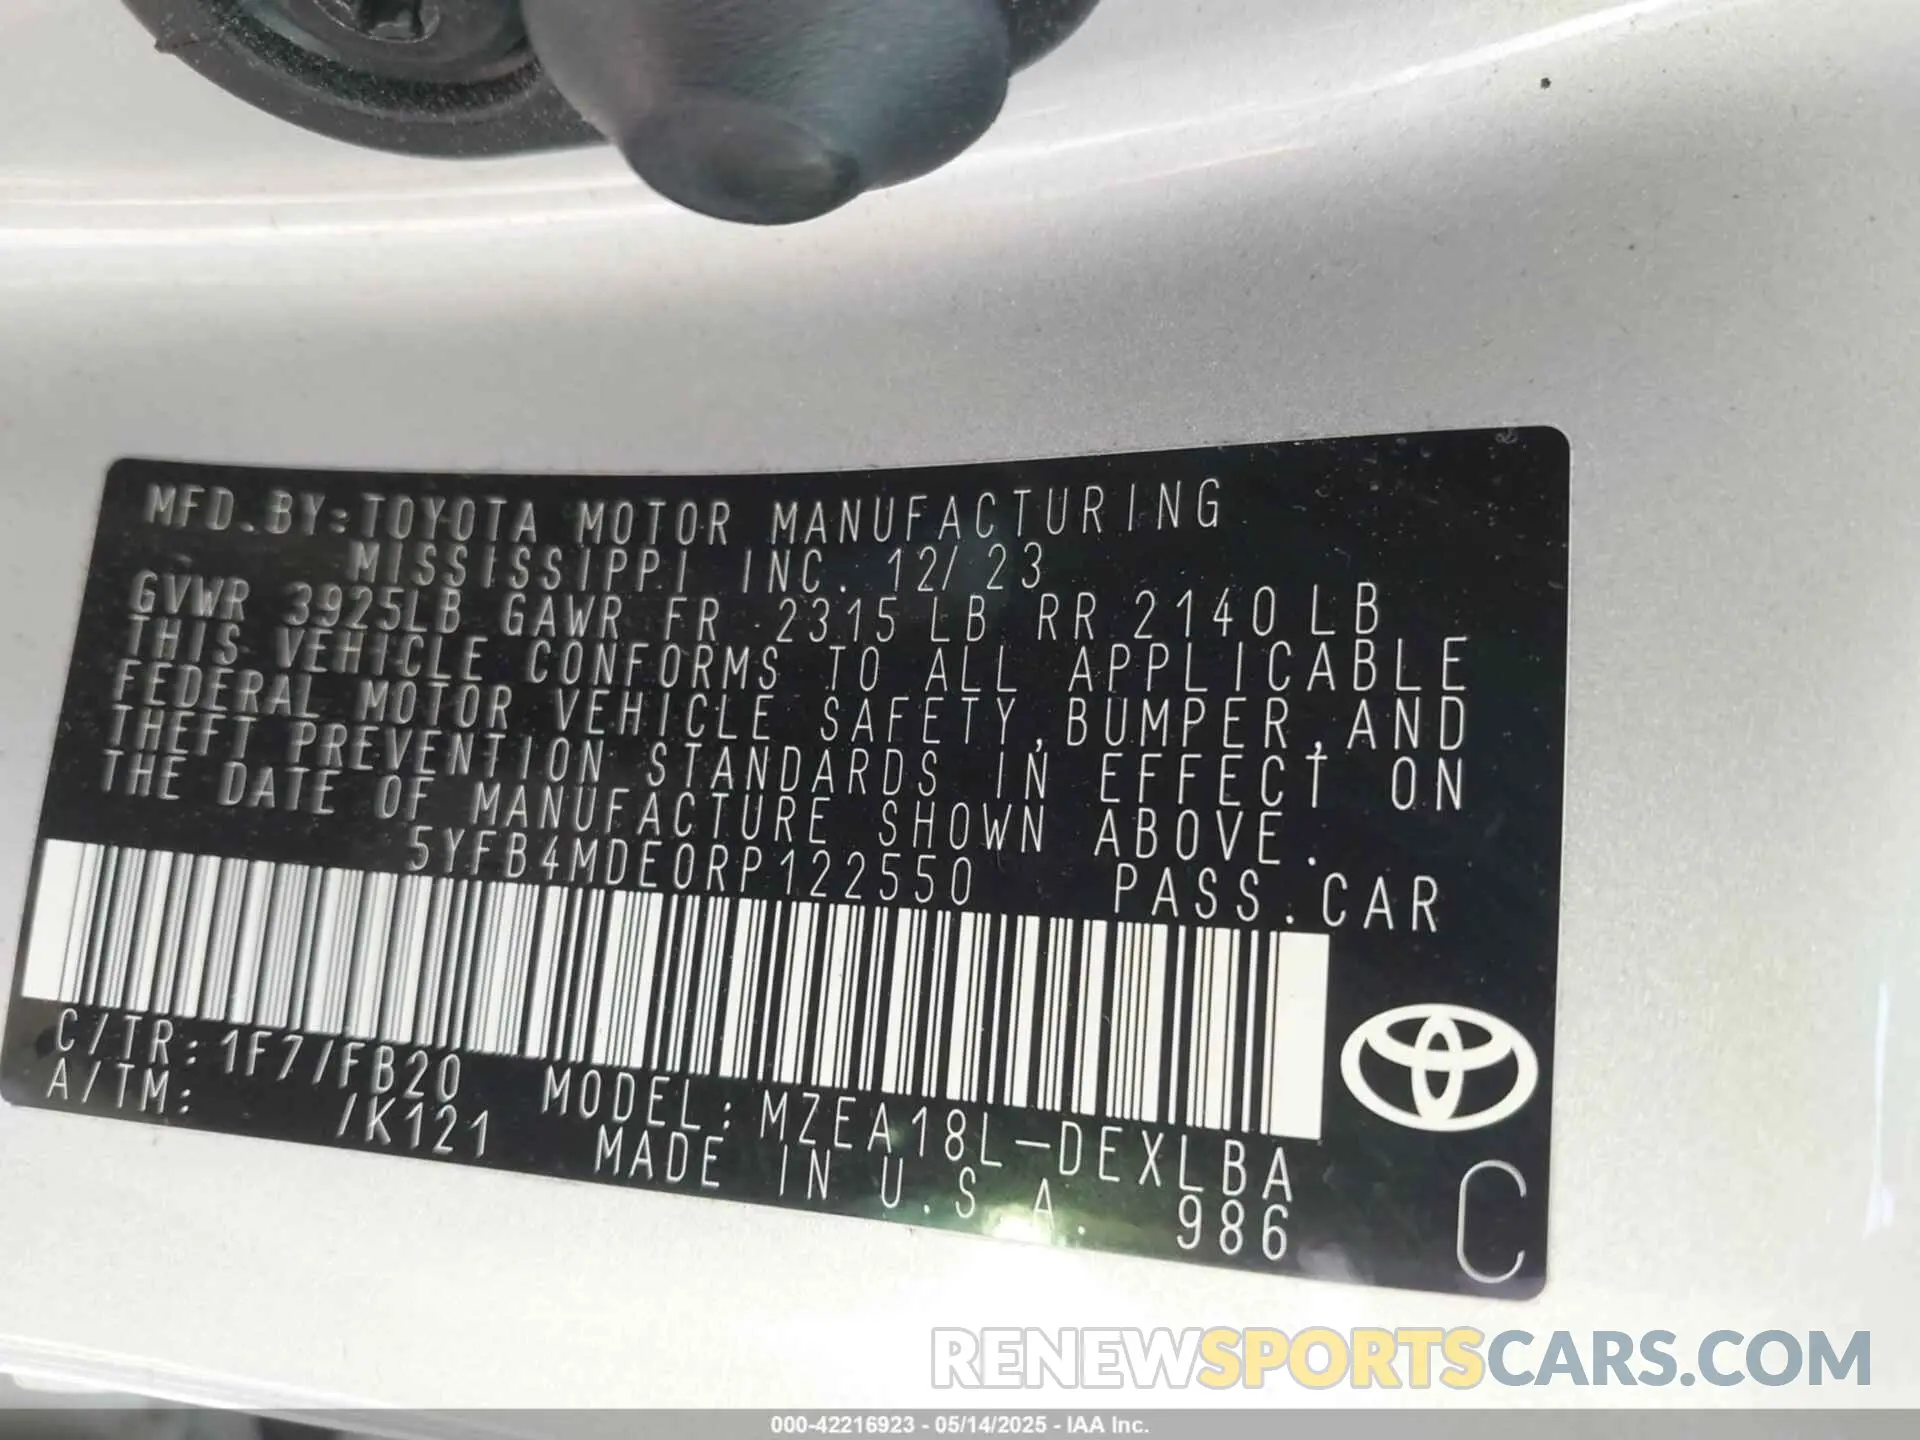 MFD.BY:TOYOTA MOTOR MANUFACTURING
MISSISSIPPI INC. 12/23
GVWR 3925LB GAWR FR 2315LB RR 2140LB
THIS VEHICLE CONFORMS TO ALL APPLICABLE
FEDERAL MOTOR VEHICLE SAFETY,BUMPER,AND
THEFT PREVENTION STANDARDS IN EFFECT ON
THE DATE OF MANUFACTURE SHOWN ABOVE.
5YFB4MDE0RP122550 PASS.CAR
C/TR:1F7/FB20 MODEL:MZEA18L-DEXLBA
A/TM: /K121 MADE IN U.S.A. 986
C
RENEWSPORTSCARS.COM
000-42216923 - 05/14/2025 - IAA Inc.